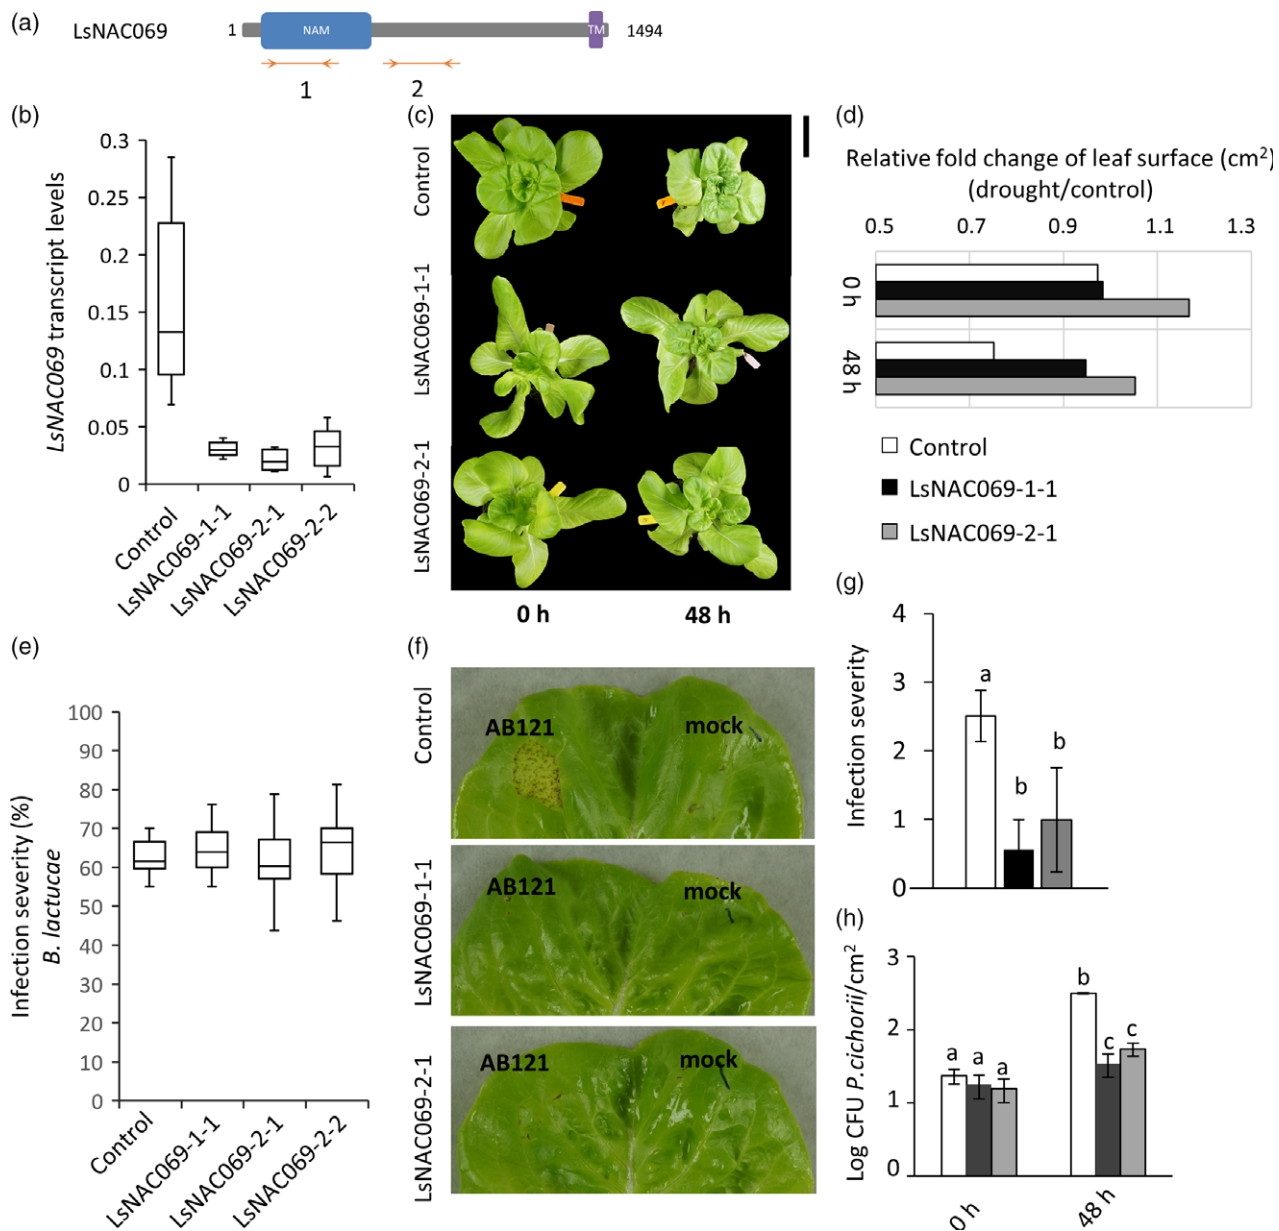 (a)
LsNAC069
1
NAM
TM
1494
1
2
(b)
LsNAC069 transcript levels
0.3
0.25
0.2
0.15
0.1
0.05
0
Control
LsNAC069-1-1
LsNAC069-2-1
LsNAC069-2-2
(c)
Control
LsNAC069-1-1
LsNAC069-2-1
0 h
48 h
(d)
Relative fold change of leaf surface (cm²)
(drought/control)
0.5 0.7 0.9 1.1 1.3
0 h
48 h
Control
LsNAC069-1-1
LsNAC069-2-1
(e)
Infection severity (%)
B. lactucae
100
90
80
70
60
50
40
30
20
10
0
Control
LsNAC069-1-1
LsNAC069-2-1
LsNAC069-2-2
(f)
Control
AB121
mock
LsNAC069-1-1
AB121
mock
LsNAC069-2-1
AB121
mock
(g)
Infection severity
4
3
2
1
0
a
b
b
(h)
Log CFU P.cichorii/cm²
3
2
1
0
a a a
b
c c
0 h
48 h